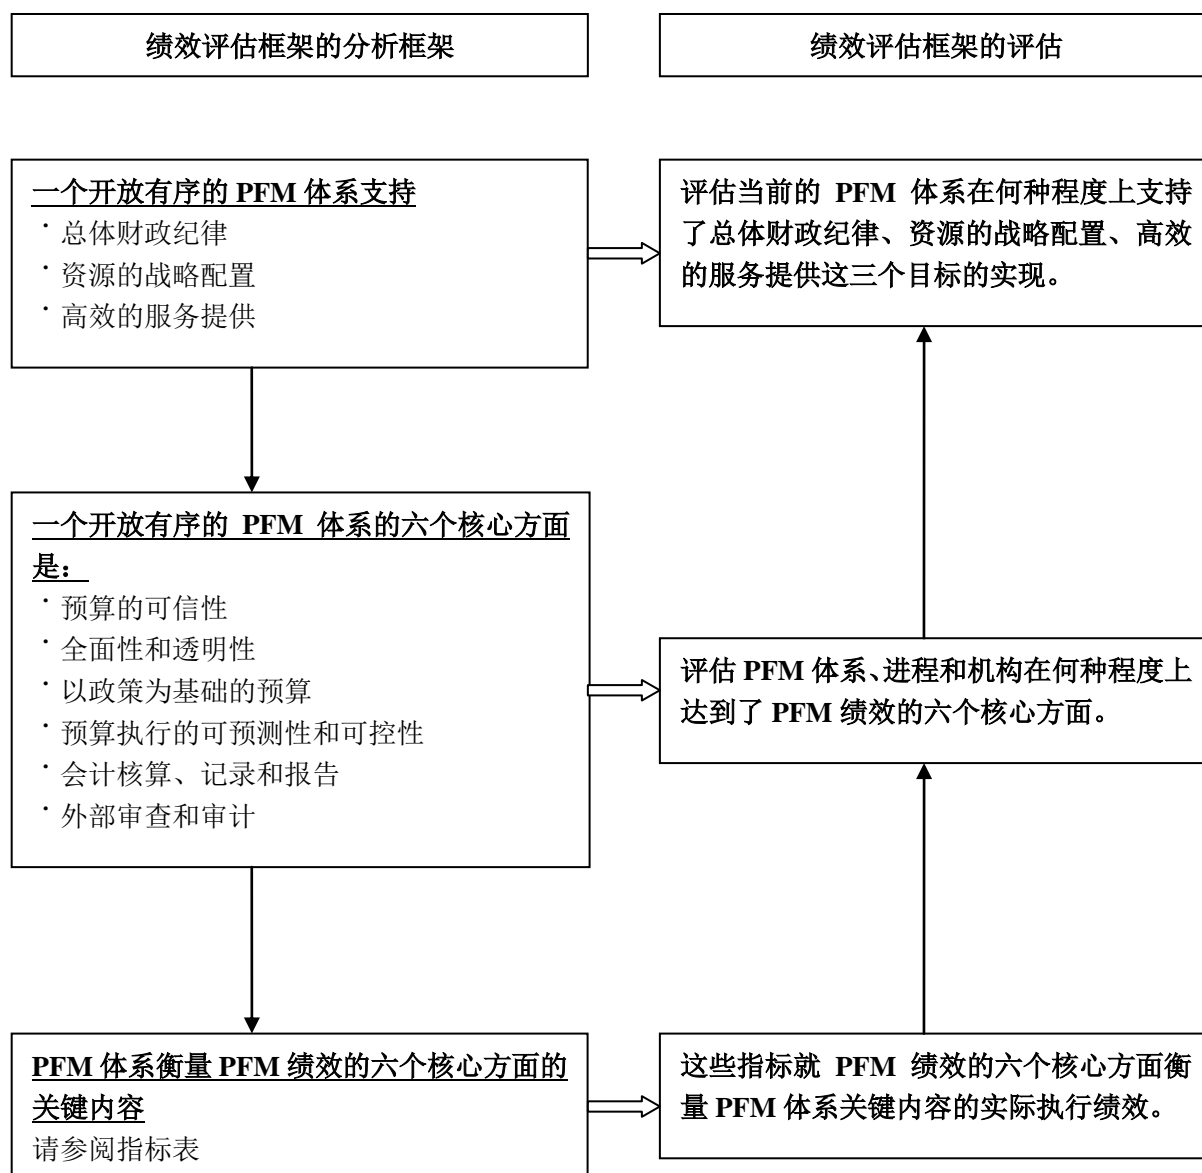 绩效评估框架的分析框架
绩效评估框架的评估
一个开放有序的 PFM 体系支持
· 总体财政纪律
· 资源的战略配置
· 高效的服务提供
评估当前的 PFM 体系在何种程度上支持
了总体财政纪律、资源的战略配置、高效
的服务提供这三个目标的实现。
一个开放有序的 PFM 体系的六个核心方面
是：
· 预算的可信性
· 全面性和透明性
· 以政策为基础的预算
· 预算执行的可预测性和可控性
· 会计核算、记录和报告
· 外部审查和审计
评估 PFM 体系、进程和机构在何种程度上
达到了 PFM 绩效的六个核心方面。
PFM 体系衡量 PFM 绩效的六个核心方面的
关键内容
请参阅指标表
这些指标就 PFM 绩效的六个核心方面衡
量 PFM 体系关键内容的实际执行绩效。